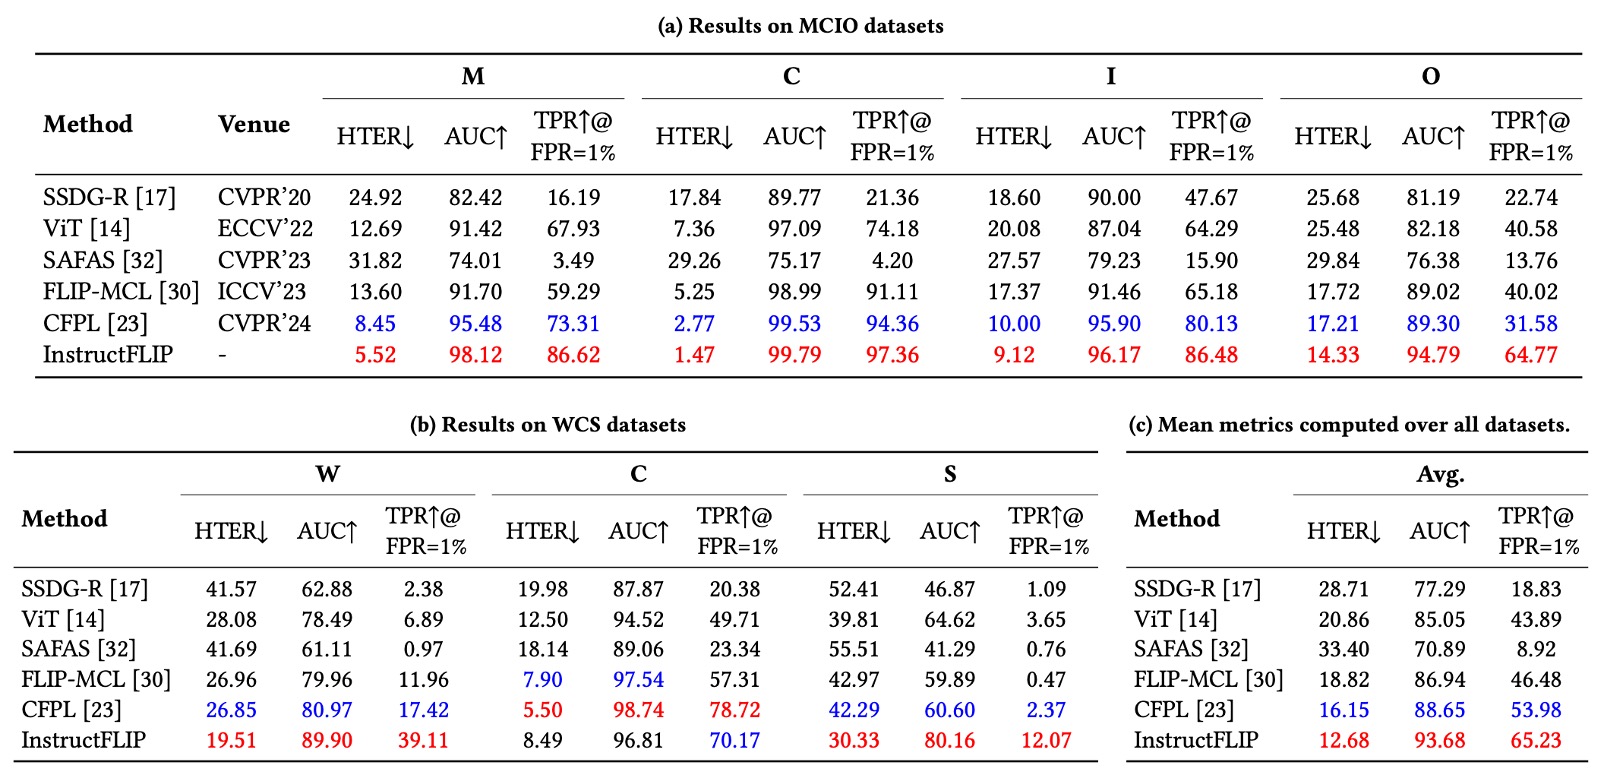 (a) Results on MCIO datasets
M C I O
Method Venue HTER↓ AUC↑ TPR↑@ FPR=1% HTER↓ AUC↑ TPR↑@ FPR=1% HTER↓ AUC↑ TPR↑@ FPR=1% HTER↓ AUC↑ TPR↑@ FPR=1%
SSDG-R [17] CVPR’20 24.92 82.42 16.19 17.84 89.77 21.36 18.60 90.00 47.67 25.68 81.19 22.74
ViT [14] ECCV’22 12.69 91.42 67.93 7.36 97.09 74.18 20.08 87.04 64.29 25.48 82.18 40.58
SAFAS [32] CVPR’23 31.82 74.01 3.49 29.26 75.17 4.20 27.57 79.23 15.90 29.84 76.38 13.76
FLIP-MCL [30] ICCV’23 13.60 91.70 59.29 5.25 98.99 91.11 17.37 91.46 65.18 17.72 89.02 40.02
CFPL [23] CVPR’24 8.45 95.48 73.31 2.77 99.53 94.36 10.00 95.90 80.13 17.21 89.30 31.58
InstructFLIP - 5.52 98.12 86.62 1.47 99.79 97.36 9.12 96.17 86.48 14.33 94.79 64.77
(b) Results on WCS datasets
W C S
Method HTER↓ AUC↑ TPR↑@ FPR=1% HTER↓ AUC↑ TPR↑@ FPR=1% HTER↓ AUC↑ TPR↑@ FPR=1%
SSDG-R [17] 41.57 62.88 2.38 19.98 87.87 20.38 52.41 46.87 1.09
ViT [14] 28.08 78.49 6.89 12.50 94.52 49.71 39.81 64.62 3.65
SAFAS [32] 41.69 61.11 0.97 18.14 89.06 23.34 55.51 41.29 0.76
FLIP-MCL [30] 26.96 79.96 11.96 7.90 97.54 57.31 42.97 59.89 0.47
CFPL [23] 26.85 80.97 17.42 5.50 98.74 78.72 42.29 60.60 2.37
InstructFLIP 19.51 89.90 39.11 8.49 96.81 70.17 30.33 80.16 12.07
(c) Mean metrics computed over all datasets.
Avg.
Method HTER↓ AUC↑ TPR↑@ FPR=1%
SSDG-R [17] 28.71 77.29 18.83
ViT [14] 20.86 85.05 43.89
SAFAS [32] 33.40 70.89 8.92
FLIP-MCL [30] 18.82 86.94 46.48
CFPL [23] 16.15 88.65 53.98
InstructFLIP 12.68 93.68 65.23